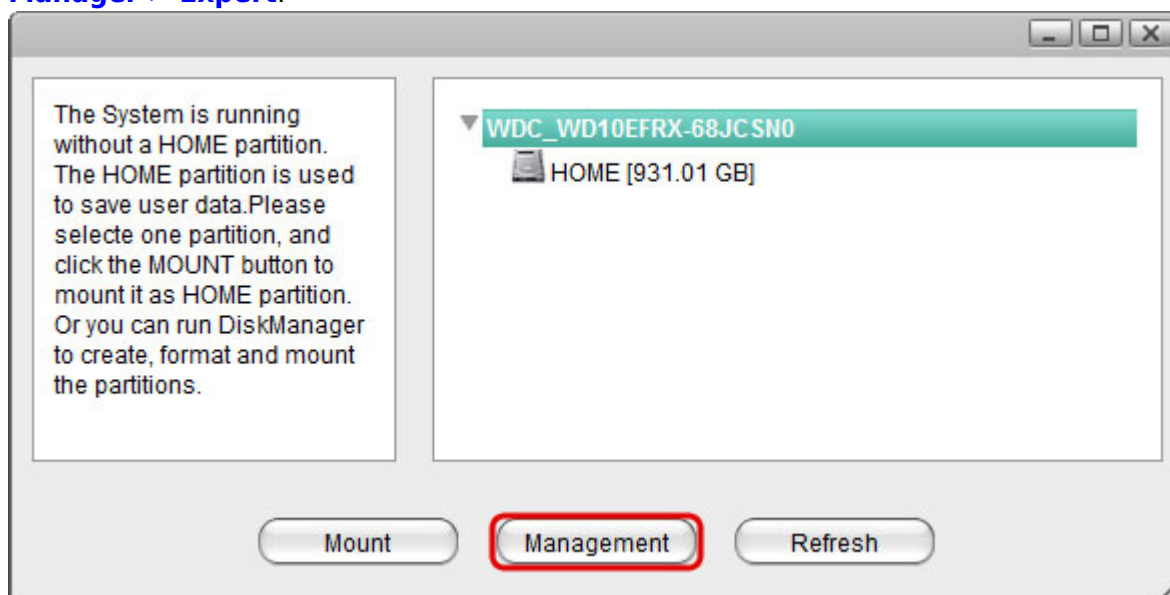 Manager > Expert.
The System is running
without a HOME partition.
The HOME partition is used
to save user data.Please
selecte one partition, and
click the MOUNT button to
mount it as HOME partition.
Or you can run DiskManager
to create, format and mount
the partitions.
WDC_WD10EFRX-68JCSN0
HOME [931.01 GB]
Mount
Management
Refresh